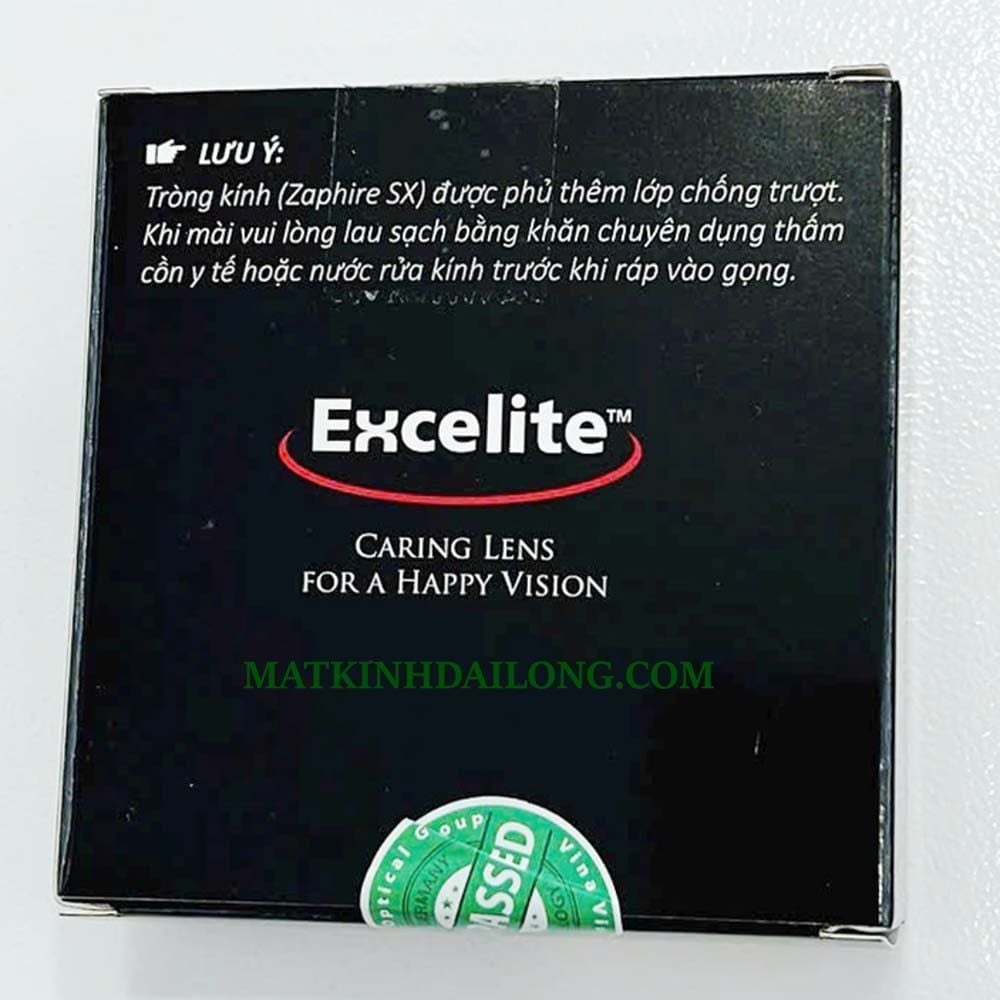 LƯU Ý:
Tròng kính (Zaphire SX) được phủ thêm lớp chống trượt.
Khi mài vui lòng lau sạch bằng khăn chuyên dụng thấm
cồn y tế hoặc nước rửa kính trước khi ráp vào gọng.
Excelite™
CARING LENS
FOR A HAPPY VISION
MATKINHDAILONG.COM
Vina